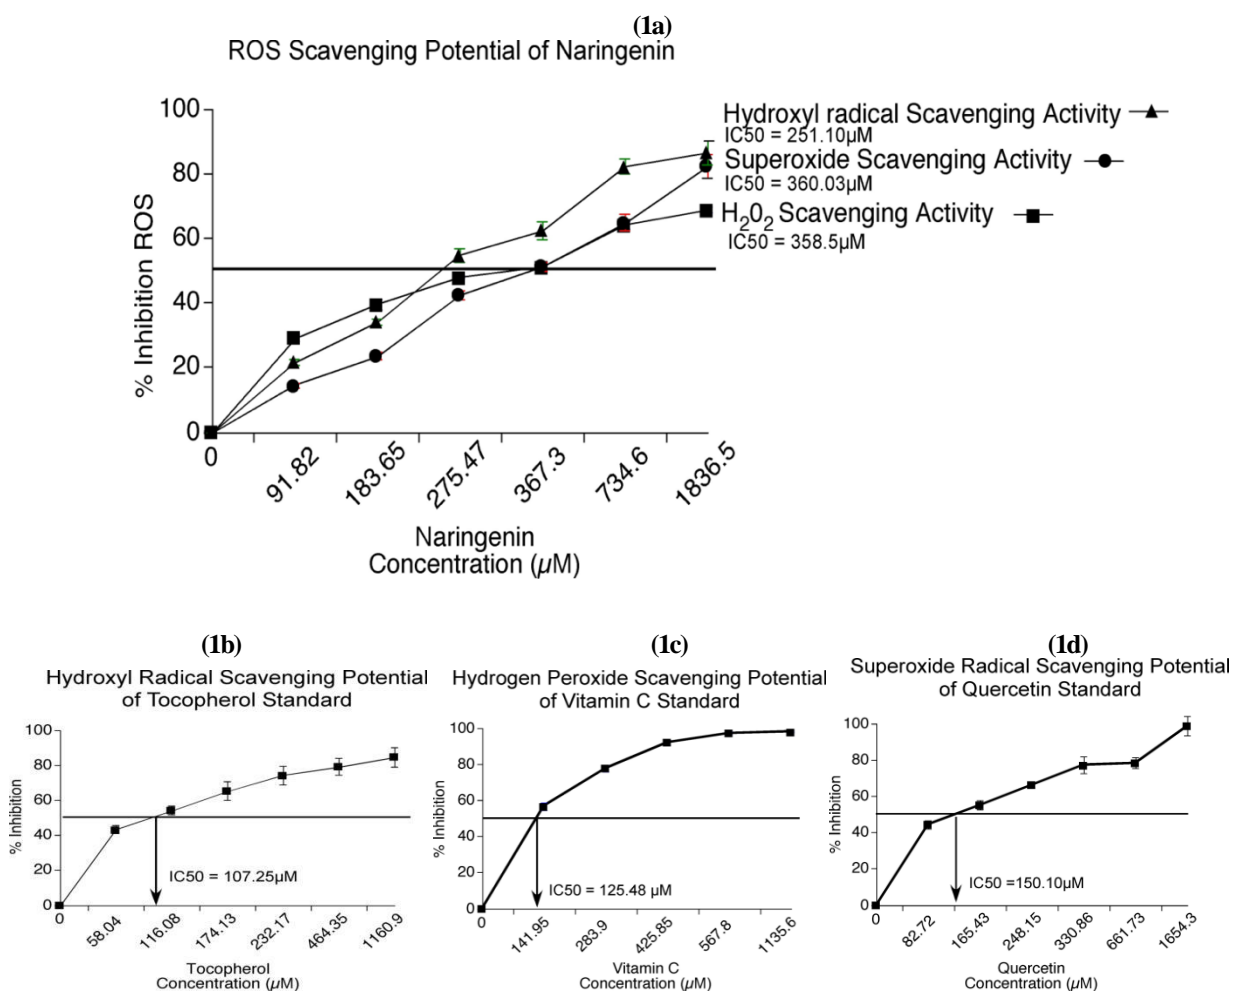 (1a)
ROS Scavenging Potential of Naringenin
% Inhibition ROS
100
80
60
40
20
0
0
91.82
183.65
275.47
367.3
734.6
1836.5
Naringenin
Concentration (µM)
Hydroxyl radical Scavenging Activity
IC50 = 251.10µM
Superoxide Scavenging Activity
IC50 = 360.03µM
H202 Scavenging Activity
IC50 = 358.5µM
(1b)
Hydroxyl Radical Scavenging Potential
of Tocopherol Standard
% Inhibition
100
80
60
40
20
0
IC50 = 107.25µM
0
58.04
116.08
174.13
232.17
464.35
1160.9
Tocopherol
Concentration (µM)
(1c)
Hydrogen Peroxide Scavenging Potential
of Vitamin C Standard
% Inhibition
100
80
60
40
20
0
IC50 = 125.48 µM
0
141.95
283.9
425.85
567.8
1135.6
Vitamin C
Concentration (µM)
(1d)
Superoxide Radical Scavenging Potential
of Quercetin Standard
% Inhibition
100
80
60
40
20
0
IC50 =150.10µM
0
82.72
165.43
248.15
330.86
661.73
1654.3
Quercetin
Concentration (µM)